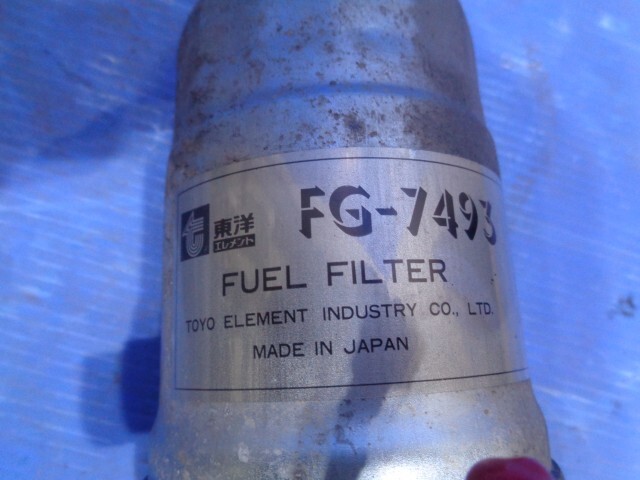 東洋 FG-7493
エレメント
FUEL FILTER
TOYO ELEMENT INDUSTRY CO., LTD.
MADE IN JAPAN